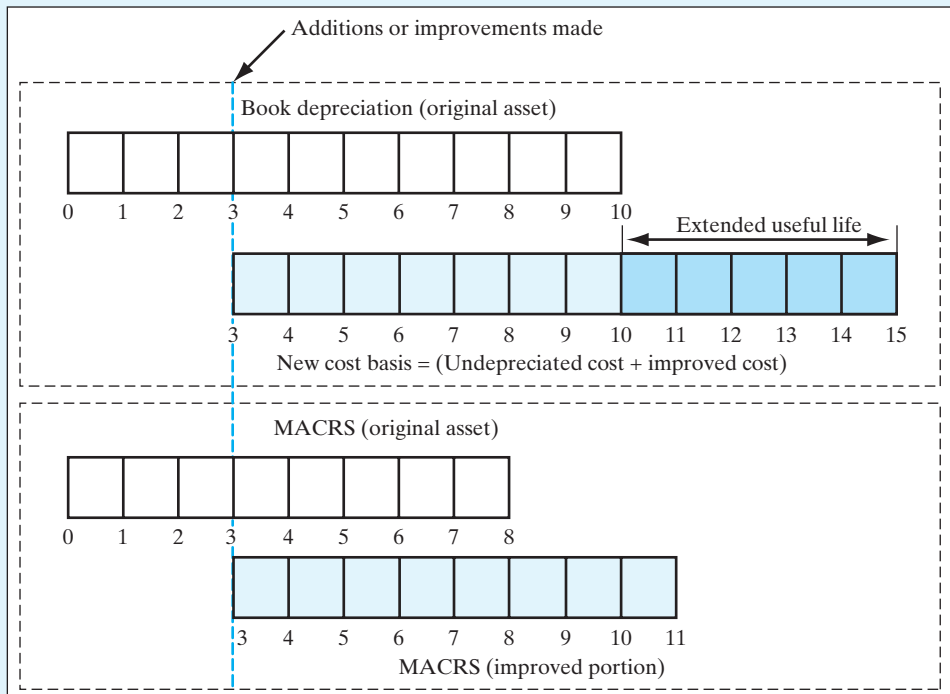 Additions or improvements made
Book depreciation (original asset)
0 1 2 3 4 5 6 7 8 9 10
Extended useful life
3 4 5 6 7 8 9 10 11 12 13 14 15
New cost basis = (Undepreciated cost + improved cost)
MACRS (original asset)
0 1 2 3 4 5 6 7 8
3 4 5 6 7 8 9 10 11
MACRS (improved portion)